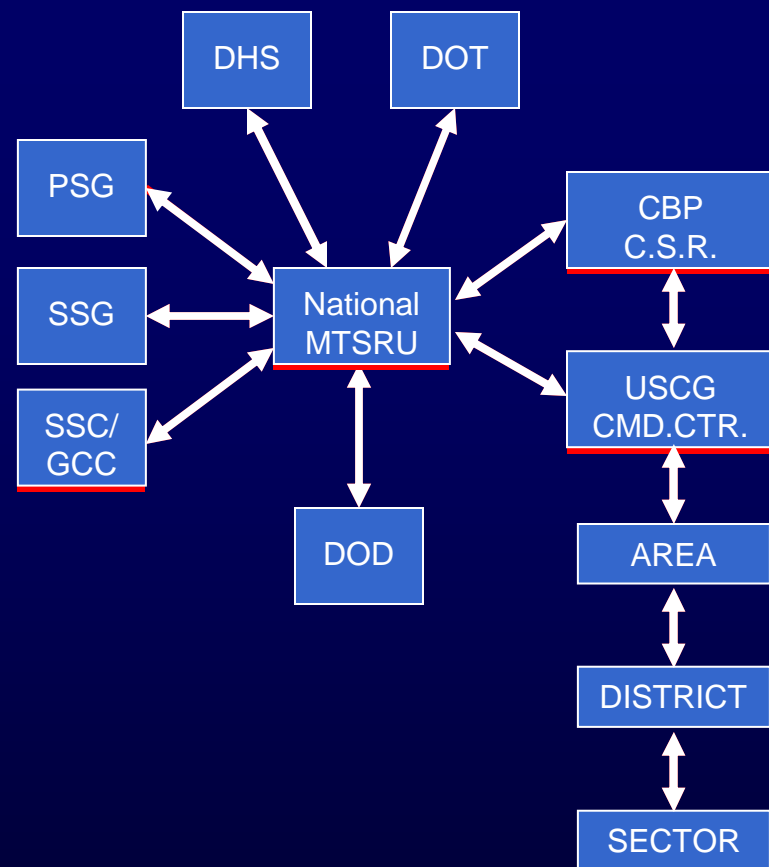 DHS
DOT
PSG
CBP
C.S.R.
SSG
National
MTSRU
SSC/
GCC
USCG
CMD.CTR.
DOD
AREA
DISTRICT
SECTOR